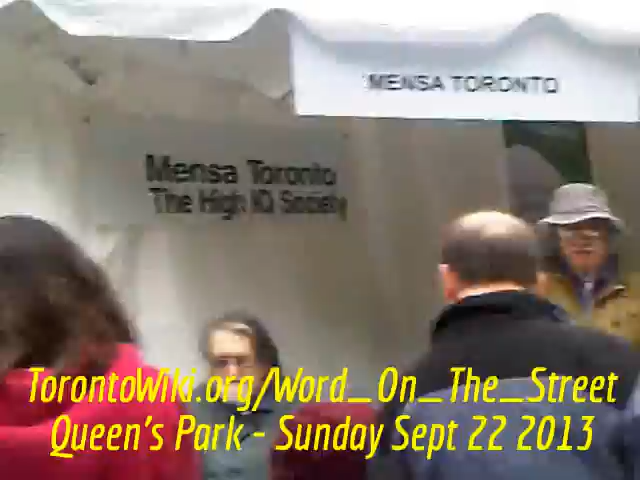 MENSA TORONTO
Mensa Toronto
The High IQ Society
TorontoWiki.org/Word_On_The_Street
Queen's Park - Sunday Sept 22 2013